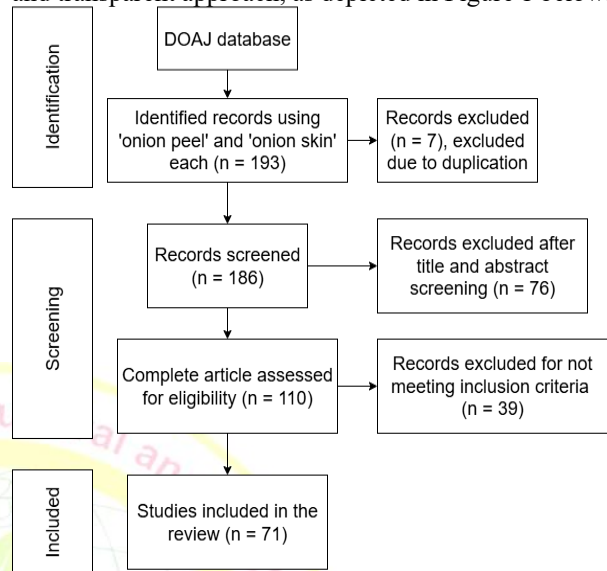 and transparent approach, as depicted in Figure 1 below
Identification
DOAJ database
Identified records using
'onion peel' and 'onion skin'
each (n = 193)
Records excluded
(n = 7), excluded
due to duplication
Screening
Records screened
(n = 186)
Records excluded after
title and abstract
screening (n = 76)
Complete article assessed
for eligibility (n = 110)
Records excluded for not
meeting inclusion criteria
(n = 39)
Included
Studies included in the
review (n = 71)
al an